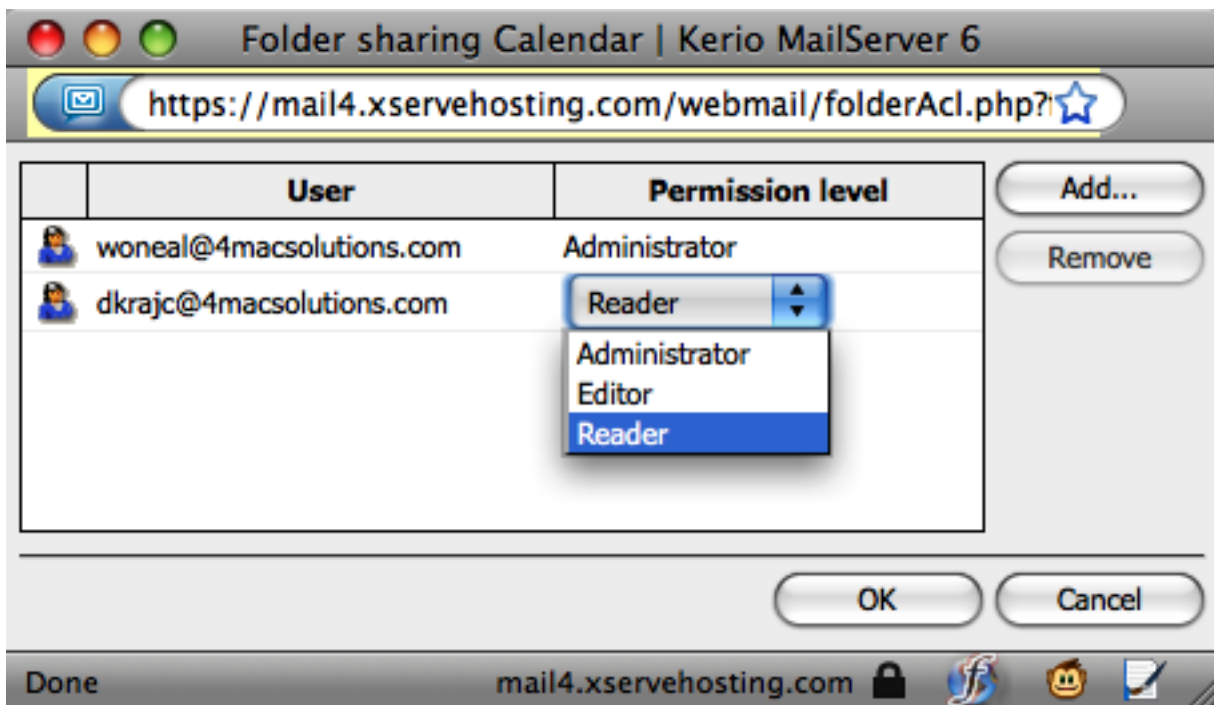 Folder sharing Calendar | Kerio MailServer 6
https://mail4.xservehosting.com/webmail/folderAcl.php?
User Permission level Add...
woneal@4macsolutions.com Administrator Remove
dkrajc@4macsolutions.com Reader
Administrator
Editor
Reader
OK Cancel
Done mail4.xservehosting.com